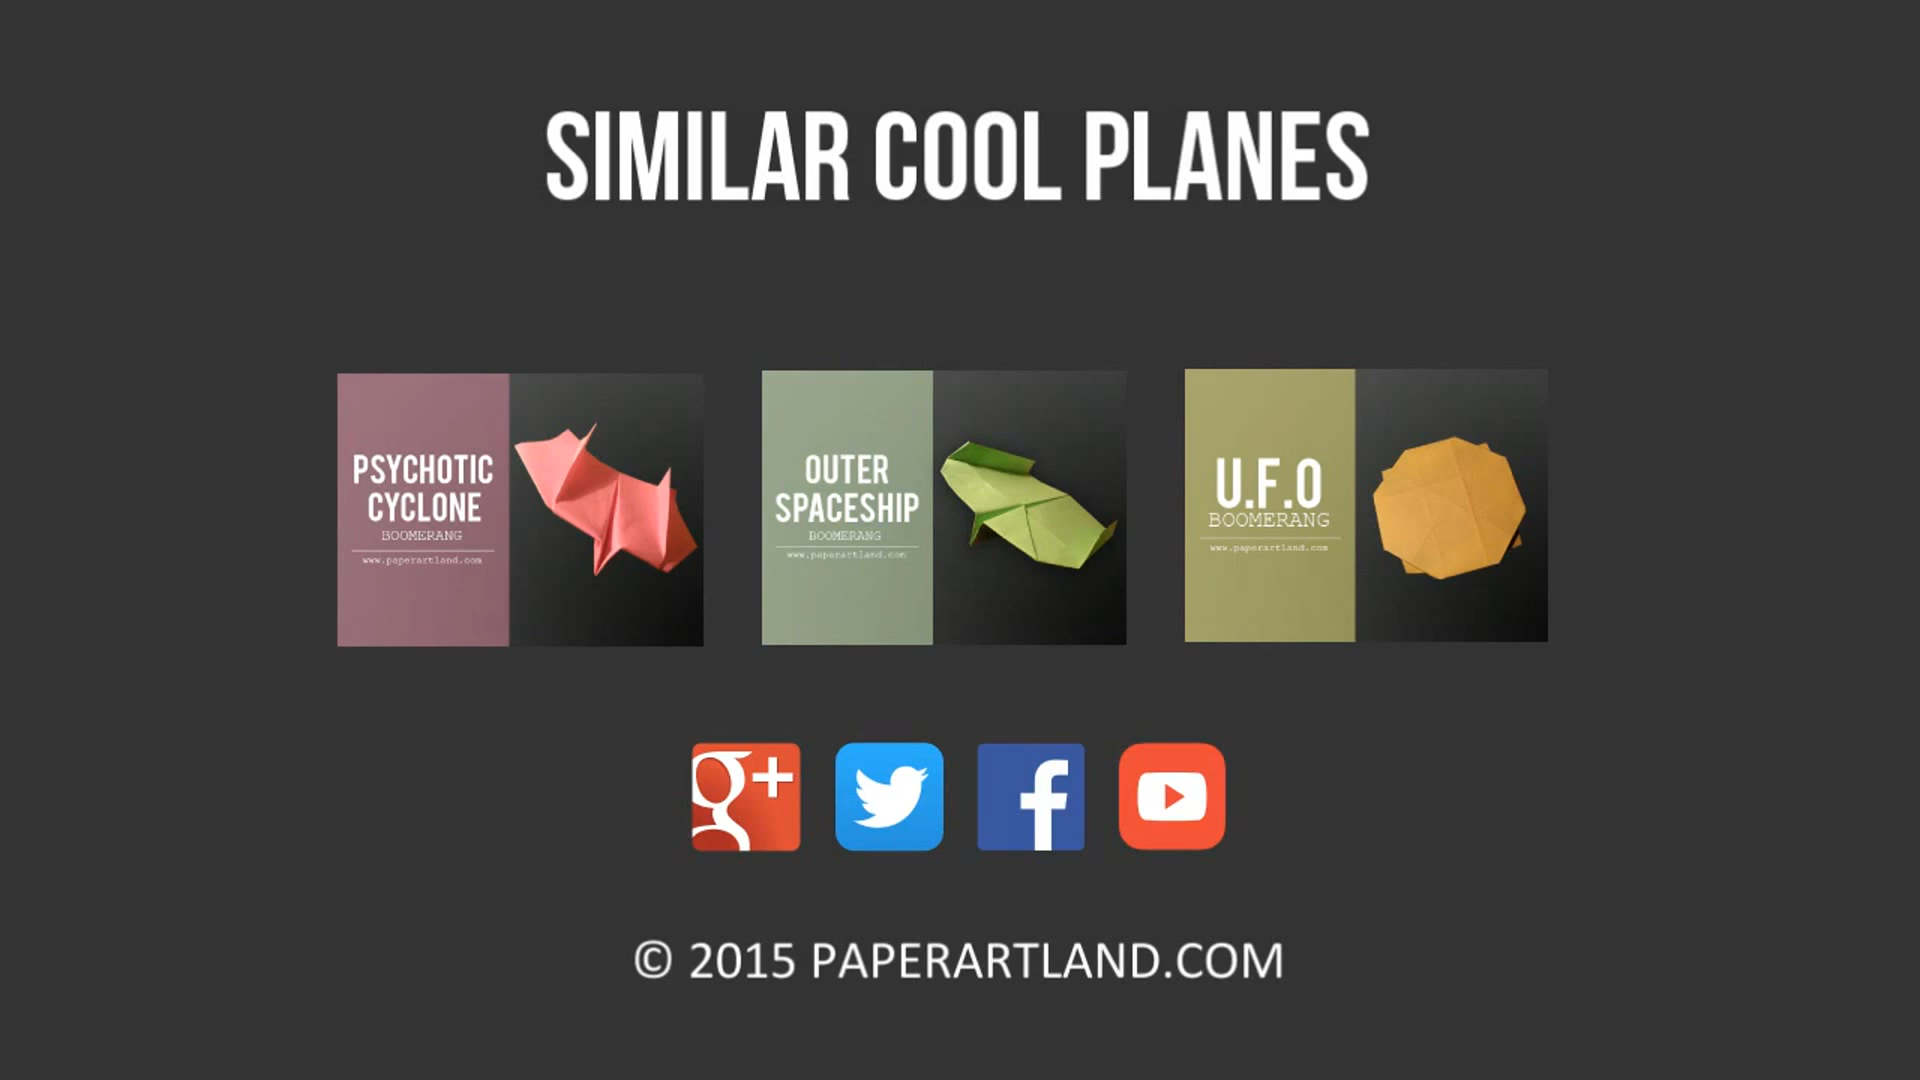 SIMILAR COOL PLANES
PSYCHOTIC
CYCLONE
BOOMERANG
www.paperartland.com
OUTER
SPACESHIP
BOOMERANG
www.paperartland.com
U.F.O
BOOMERANG
www.paperartland.com
g+
f
© 2015 PAPERARTLAND.COM